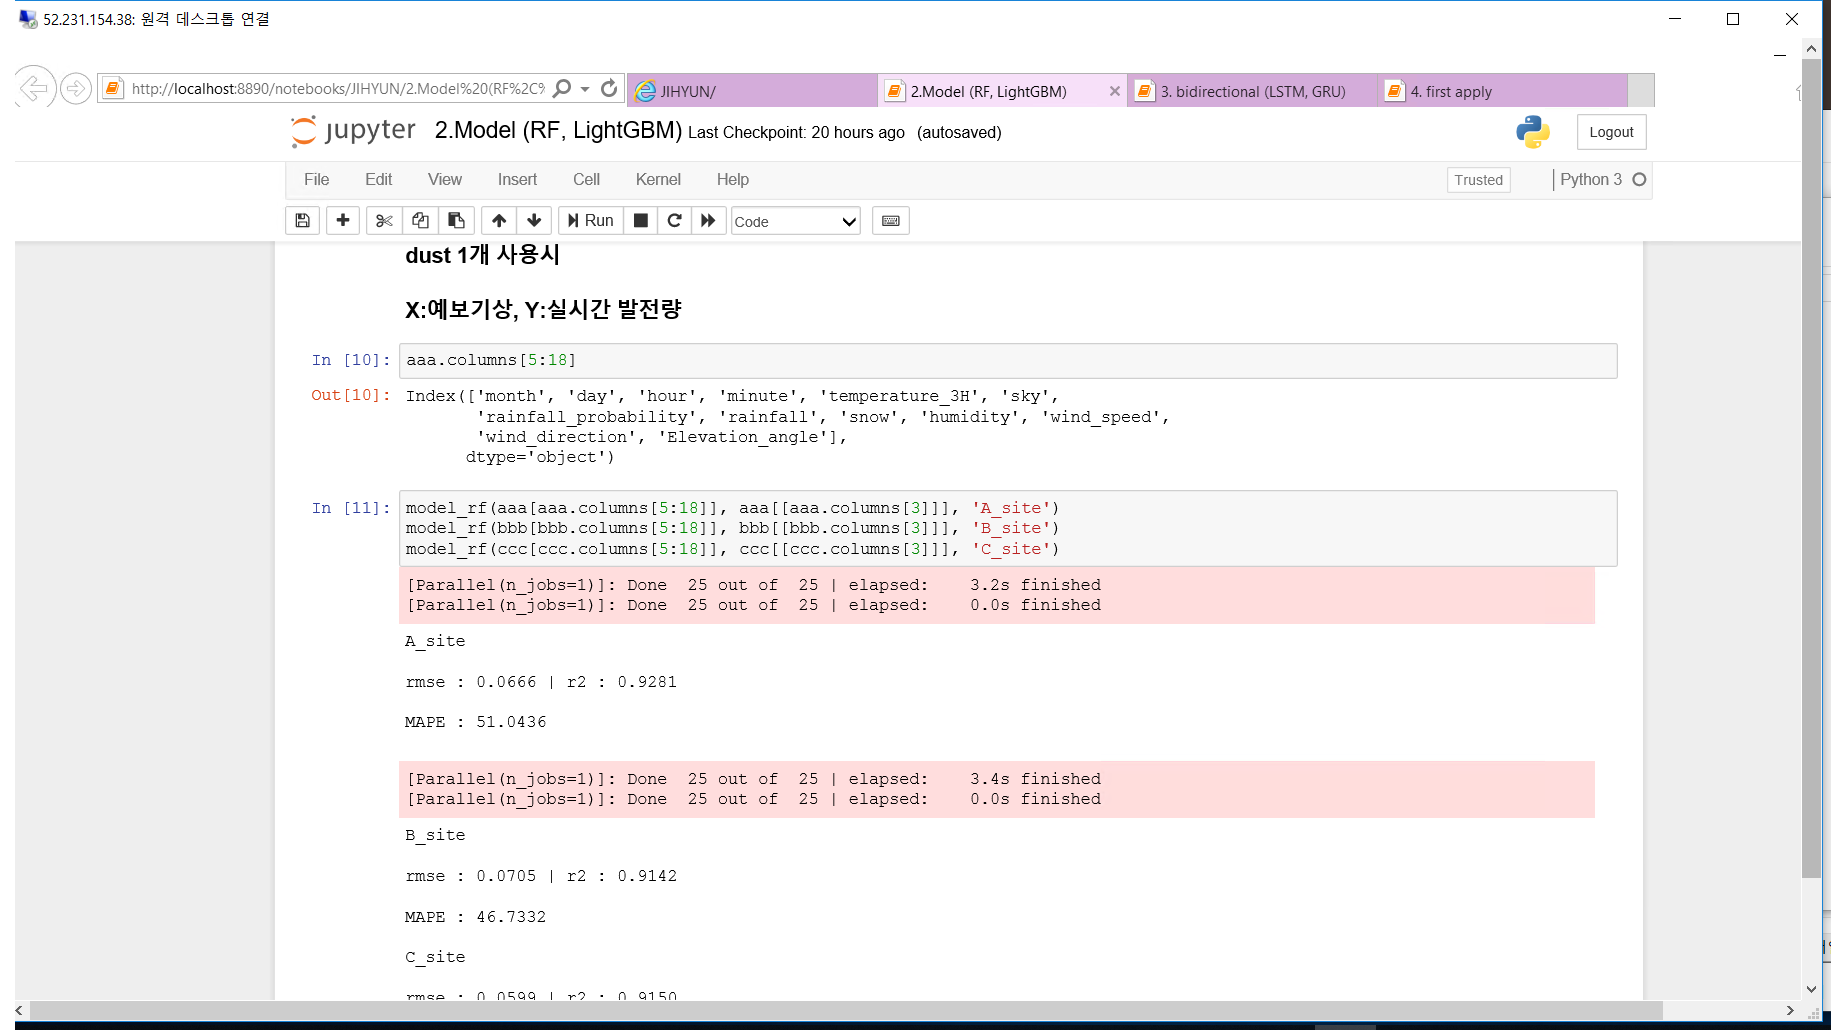 52.231.154.38: 원격 데스크톱 연결
http://localhost:8890/notebooks/JIHYUN/2.Model%20(RF%2C%
JIHYUN/
2.Model (RF, LightGBM)
3. bidirectional (LSTM, GRU)
4. first apply
jupyter 2.Model (RF, LightGBM) Last Checkpoint: 20 hours ago (autosaved)
Logout
File Edit View Insert Cell Kernel Help
Trusted
Python 3
Run
Code
dust 1개 사용시
X:예보기상, Y:실시간 발전량
In [10]: aaa.columns[5:18]
Out[10]: Index(['month', 'day', 'hour', 'minute', 'temperature_3H', 'sky',
'rainfall_probability', 'rainfall', 'snow', 'humidity', 'wind_speed',
'wind_direction', 'Elevation_angle'],
dtype='object')
In [11]: model_rf(aaa[aaa.columns[5:18]], aaa[[aaa.columns[3]]], 'A_site')
model_rf(bbb[bbb.columns[5:18]], bbb[[bbb.columns[3]]], 'B_site')
model_rf(ccc[ccc.columns[5:18]], ccc[[ccc.columns[3]]], 'C_site')
[Parallel(n_jobs=1)]: Done 25 out of 25 | elapsed: 3.2s finished
[Parallel(n_jobs=1)]: Done 25 out of 25 | elapsed: 0.0s finished
A_site
rmse : 0.0666 | r2 : 0.9281
MAPE : 51.0436
[Parallel(n_jobs=1)]: Done 25 out of 25 | elapsed: 3.4s finished
[Parallel(n_jobs=1)]: Done 25 out of 25 | elapsed: 0.0s finished
B_site
rmse : 0.0705 | r2 : 0.9142
MAPE : 46.7332
C_site
rmse : 0.0599 | r2 : 0.9150